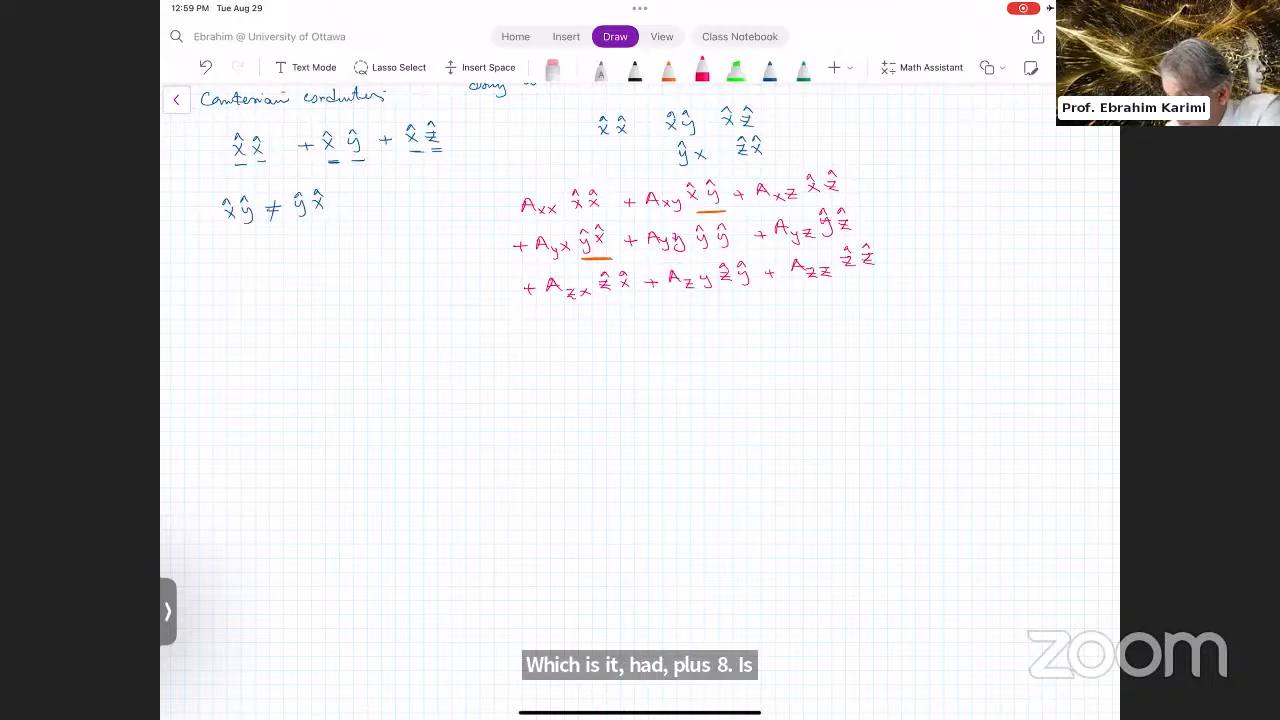 12:59 PM Tue Aug 29
Ebrahim @ University of Ottawa
Home Insert Draw View Class Notebook
Text Mode Lasso Select Insert Space Math Assistant
Prof. Ebrahim Karimi
x̂x̂ + x̂ŷ + x̂ẑ
x̂ŷ ≠ ŷx̂
x̂x̂ x̂ŷ x̂ẑ
ŷx ẑx̂
Axx x̂x̂ + Axy x̂ŷ + Axz x̂ẑ
+ Ayx ŷx̂ + Ayy ŷŷ + Ayz ŷẑ
+ Azx ẑx̂ + Azy ẑŷ + Azz ẑẑ
Which is it, had, plus 8. Is
zoom